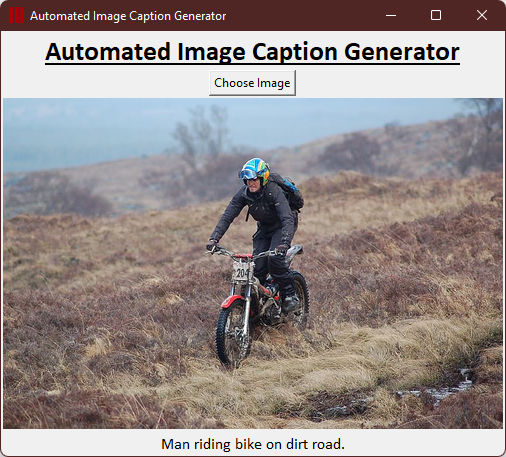 Automated Image Caption Generator
Automated Image Caption Generator
Choose Image
204
Man riding bike on dirt road.